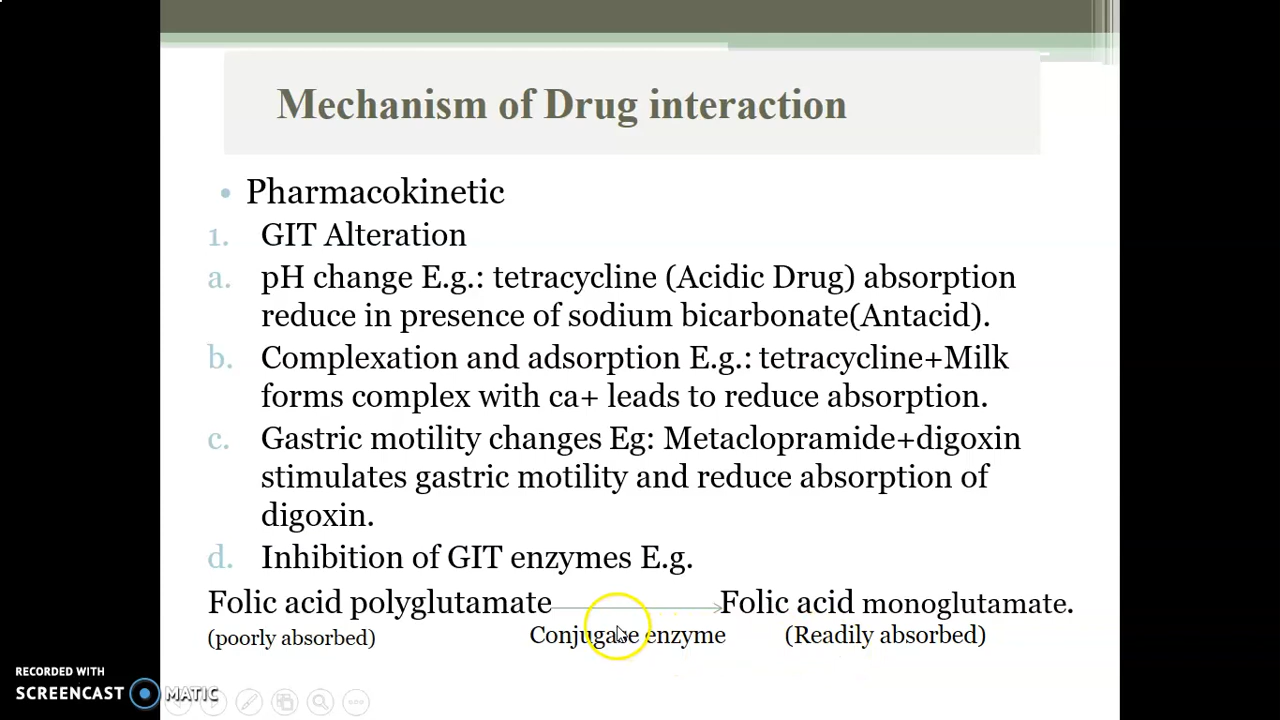 Mechanism of Drug interaction
• Pharmacokinetic
1. GIT Alteration
a. pH change E.g.: tetracycline (Acidic Drug) absorption
reduce in presence of sodium bicarbonate(Antacid).
b. Complexation and adsorption E.g.: tetracycline+Milk
forms complex with ca+ leads to reduce absorption.
c. Gastric motility changes Eg: Metaclopramide+digoxin
stimulates gastric motility and reduce absorption of
digoxin.
d. Inhibition of GIT enzymes E.g.
Folic acid polyglutamate Folic acid monoglutamate.
(poorly absorbed) Conjugase enzyme (Readily absorbed)
RECORDED WITH
SCREENCAST MATIC